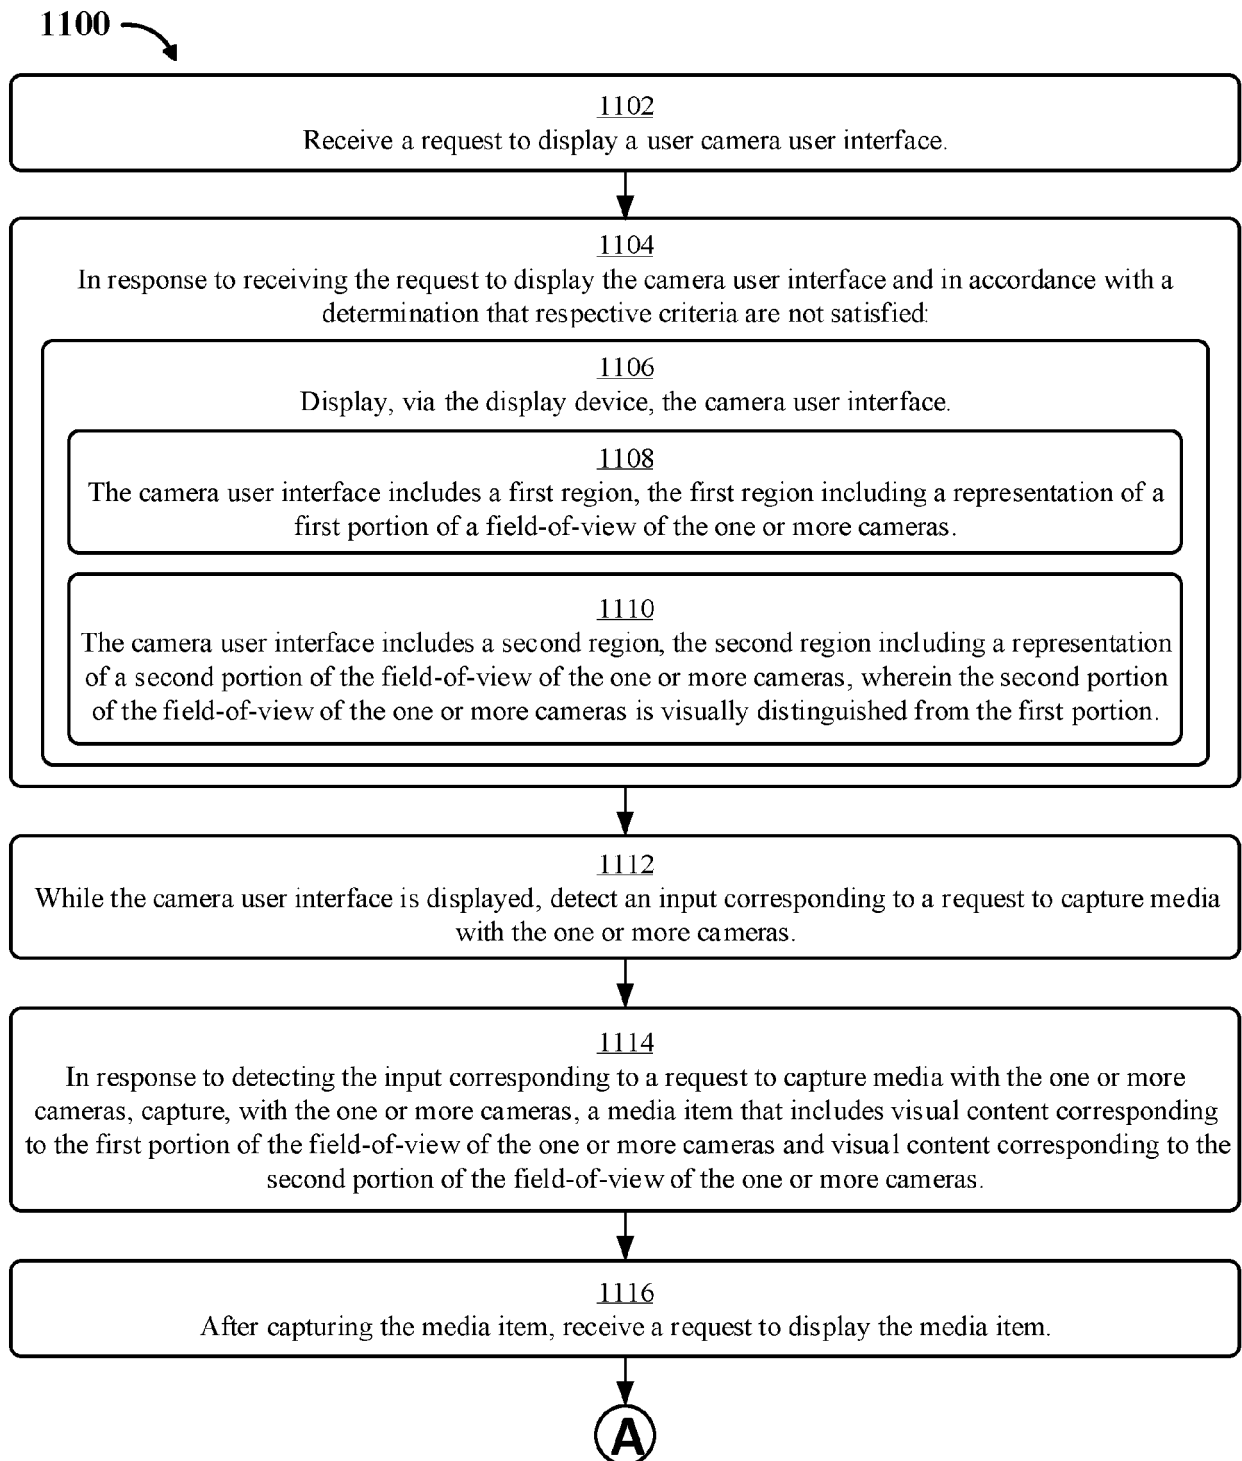 1100
1102
Receive a request to display a user camera user interface.
1104
In response to receiving the request to display the camera user interface and in accordance with a
determination that respective criteria are not satisfied:
1106
Display, via the display device, the camera user interface.
1108
The camera user interface includes a first region, the first region including a representation of a
first portion of a field-of-view of the one or more cameras.
1110
The camera user interface includes a second region, the second region including a representation
of a second portion of the field-of-view of the one or more cameras, wherein the second portion
of the field-of-view of the one or more cameras is visually distinguished from the first portion.
1112
While the camera user interface is displayed, detect an input corresponding to a request to capture media
with the one or more cameras.
1114
In response to detecting the input corresponding to a request to capture media with the one or more
cameras, capture, with the one or more cameras, a media item that includes visual content corresponding
to the first portion of the field-of-view of the one or more cameras and visual content corresponding to the
second portion of the field-of-view of the one or more cameras.
1116
After capturing the media item, receive a request to display the media item.
A